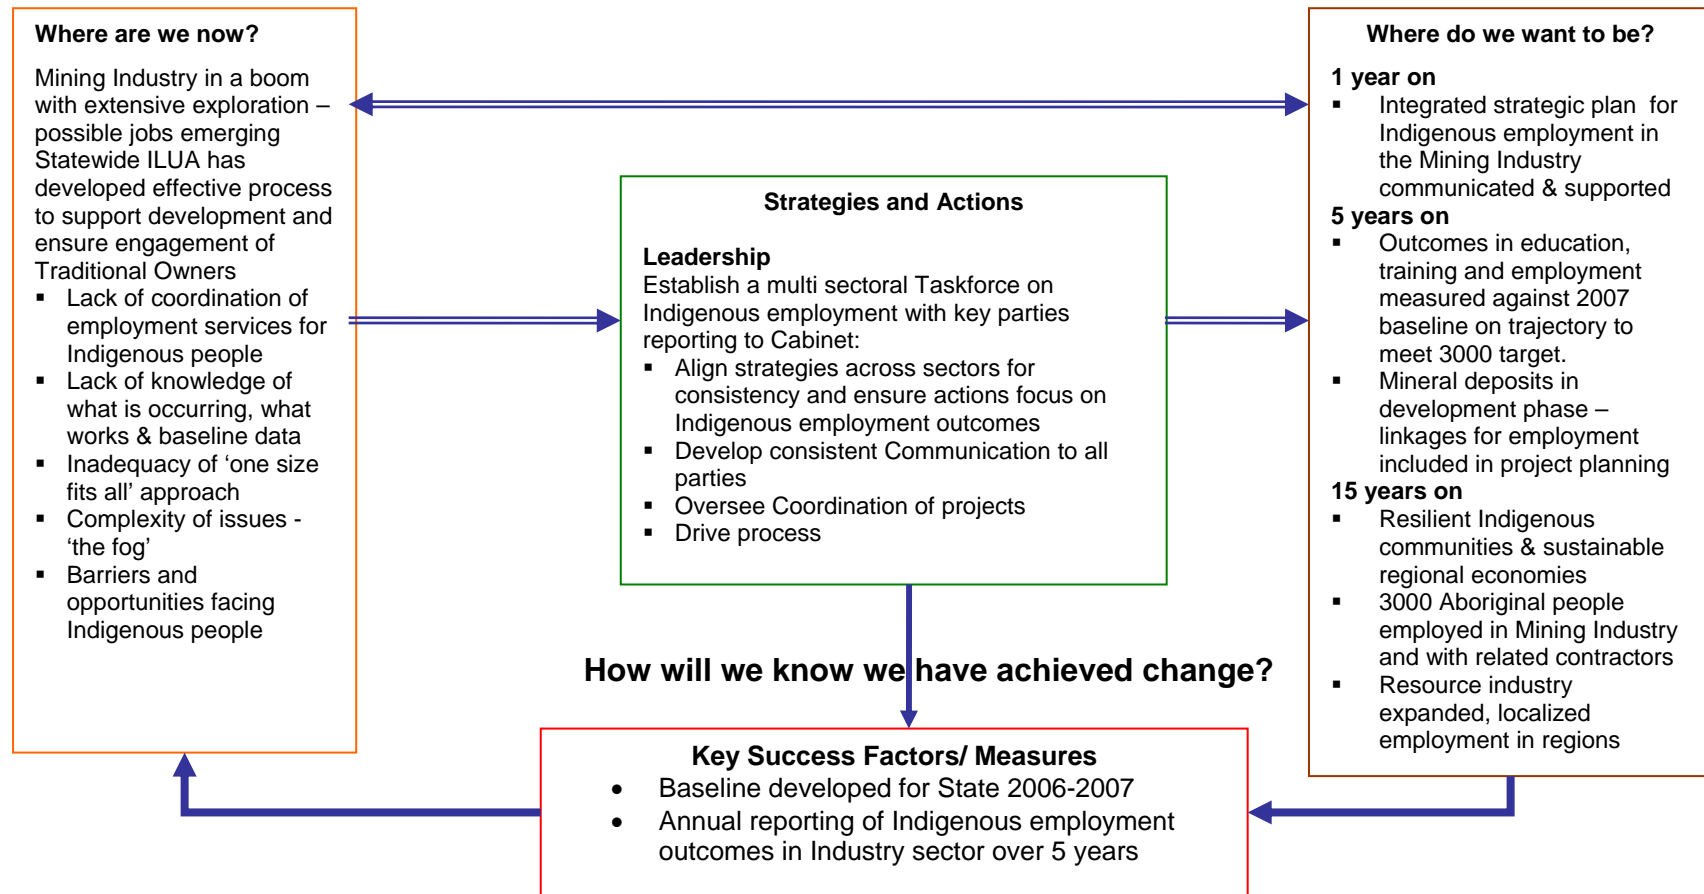 Where are we now?
Mining Industry in a boom
with extensive exploration –
possible jobs emerging
Statewide ILUA has
developed effective process
to support development and
ensure engagement of
Traditional Owners
▪ Lack of coordination of
employment services for
Indigenous people
▪ Lack of knowledge of
what is occurring, what
works & baseline data
▪ Inadequacy of ‘one size
fits all’ approach
▪ Complexity of issues -
‘the fog’
▪ Barriers and
opportunities facing
Indigenous people
Strategies and Actions
Leadership
Establish a multi sectoral Taskforce on
Indigenous employment with key parties
reporting to Cabinet:
▪ Align strategies across sectors for
consistency and ensure actions focus on
Indigenous employment outcomes
▪ Develop consistent Communication to all
parties
▪ Oversee Coordination of projects
▪ Drive process
Where do we want to be?
1 year on
▪ Integrated strategic plan for
Indigenous employment in
the Mining Industry
communicated & supported
5 years on
▪ Outcomes in education,
training and employment
measured against 2007
baseline on trajectory to
meet 3000 target.
▪ Mineral deposits in
development phase –
linkages for employment
included in project planning
15 years on
▪ Resilient Indigenous
communities & sustainable
regional economies
▪ 3000 Aboriginal people
employed in Mining Industry
and with related contractors
▪ Resource industry
expanded, localized
employment in regions
How will we know we have achieved change?
Key Success Factors/ Measures
• Baseline developed for State 2006-2007
• Annual reporting of Indigenous employment
outcomes in Industry sector over 5 years